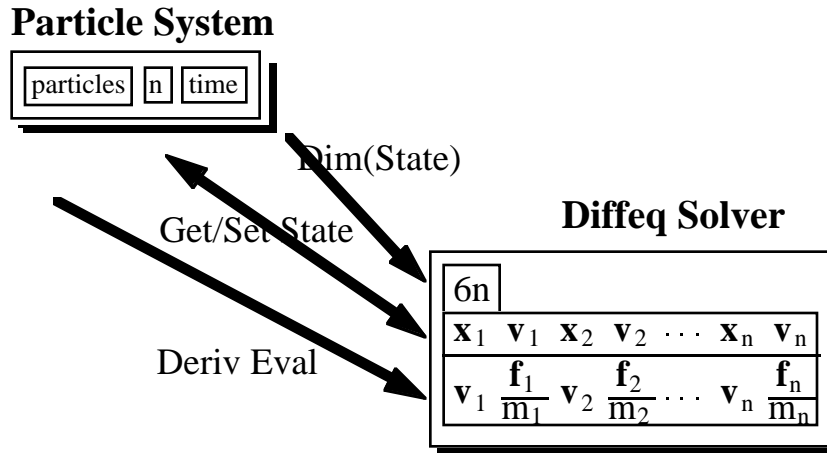 Particle System
particles n time
Dim(State)
Get/Set State
Diffeq Solver
6n
x1 v1 x2 v2 ··· xn vn
Deriv Eval
v1 f1/m1 v2 f2/m2 ··· vn fn/mn